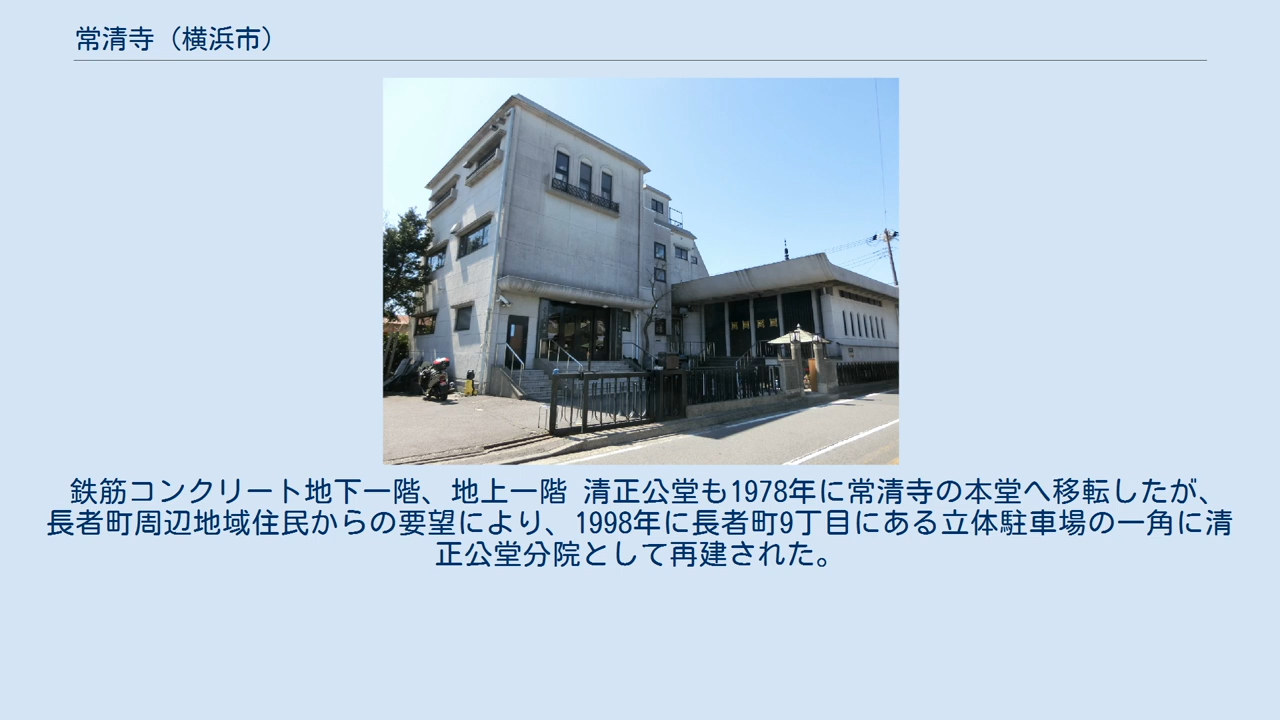 常清寺（横浜市）
鉄筋コンクリート地下一階、地上一階 清正公堂も1978年に常清寺の本堂へ移転したが、
長者町周辺地域住民からの要望により、1998年に長者町9丁目にある立体駐車場の一角に清
正公堂分院として再建された。